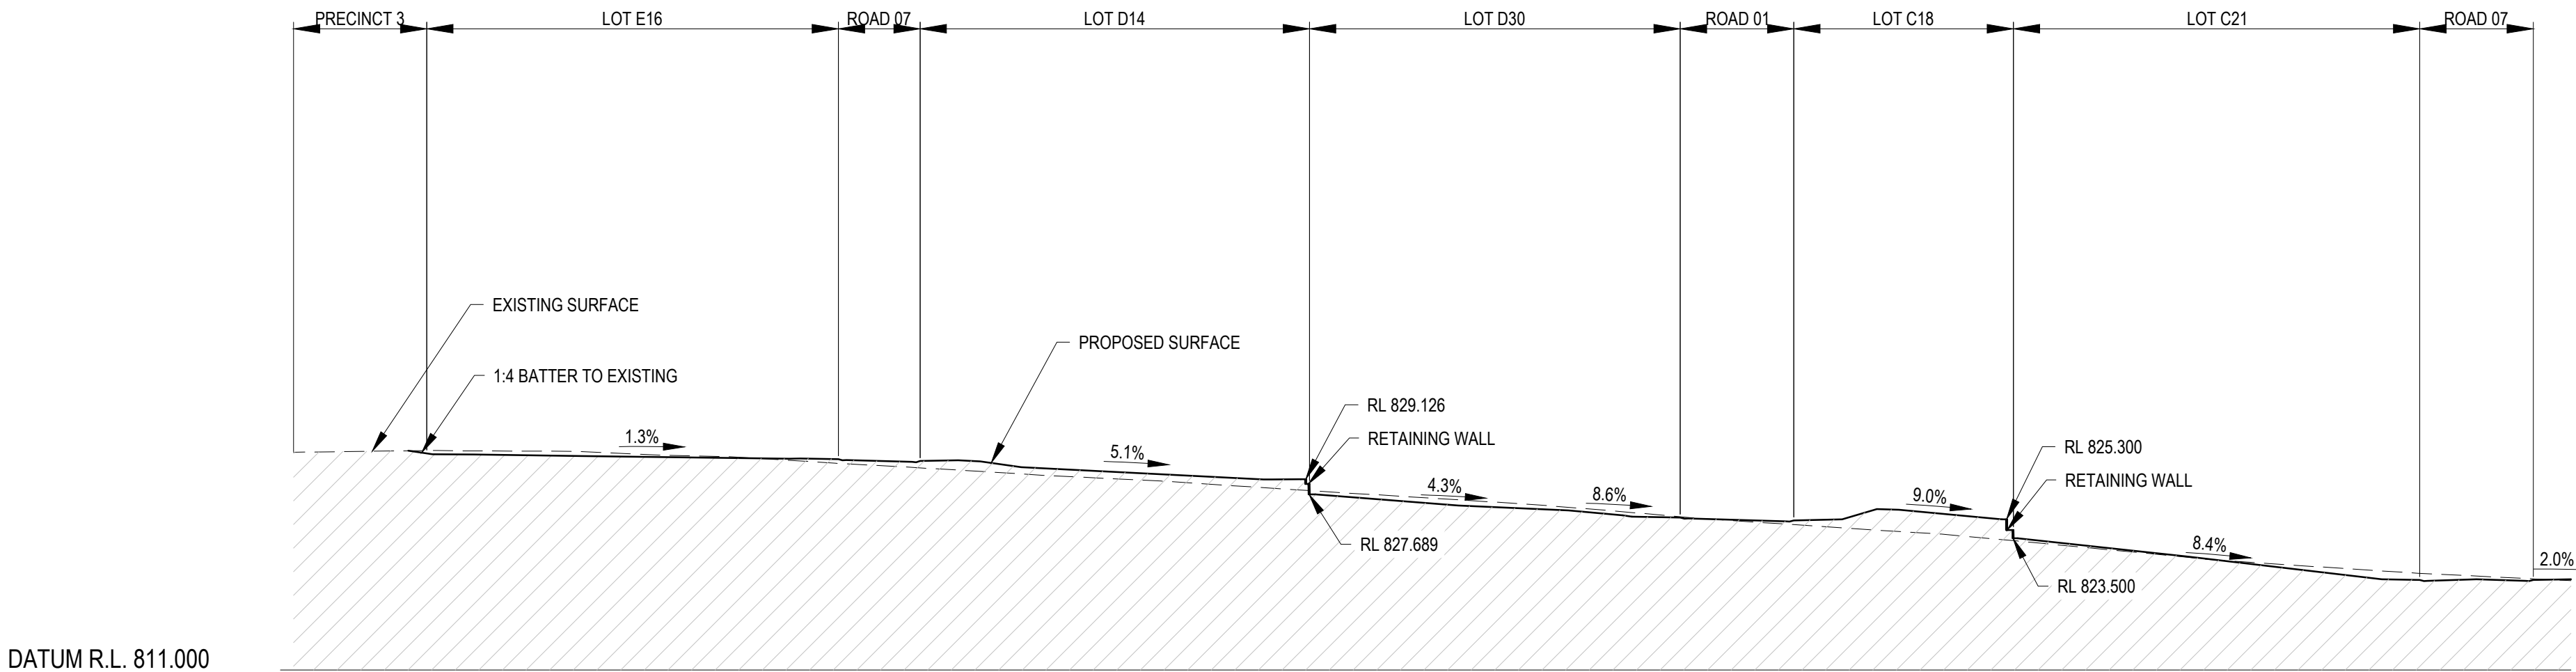 PRECINCT 3
LOT E16
ROAD 07
LOT D14
LOT D30
ROAD 01
LOT C18
LOT C21
ROAD 07
EXISTING SURFACE
PROPOSED SURFACE
1:4 BATTER TO EXISTING
RL 829.126
RETAINING WALL
1.3%
5.1%
RL 825.300
RETAINING WALL
4.3%
8.6%
9.0%
RL 827.689
8.4%
2.0%
RL 823.500
DATUM R.L. 811.000